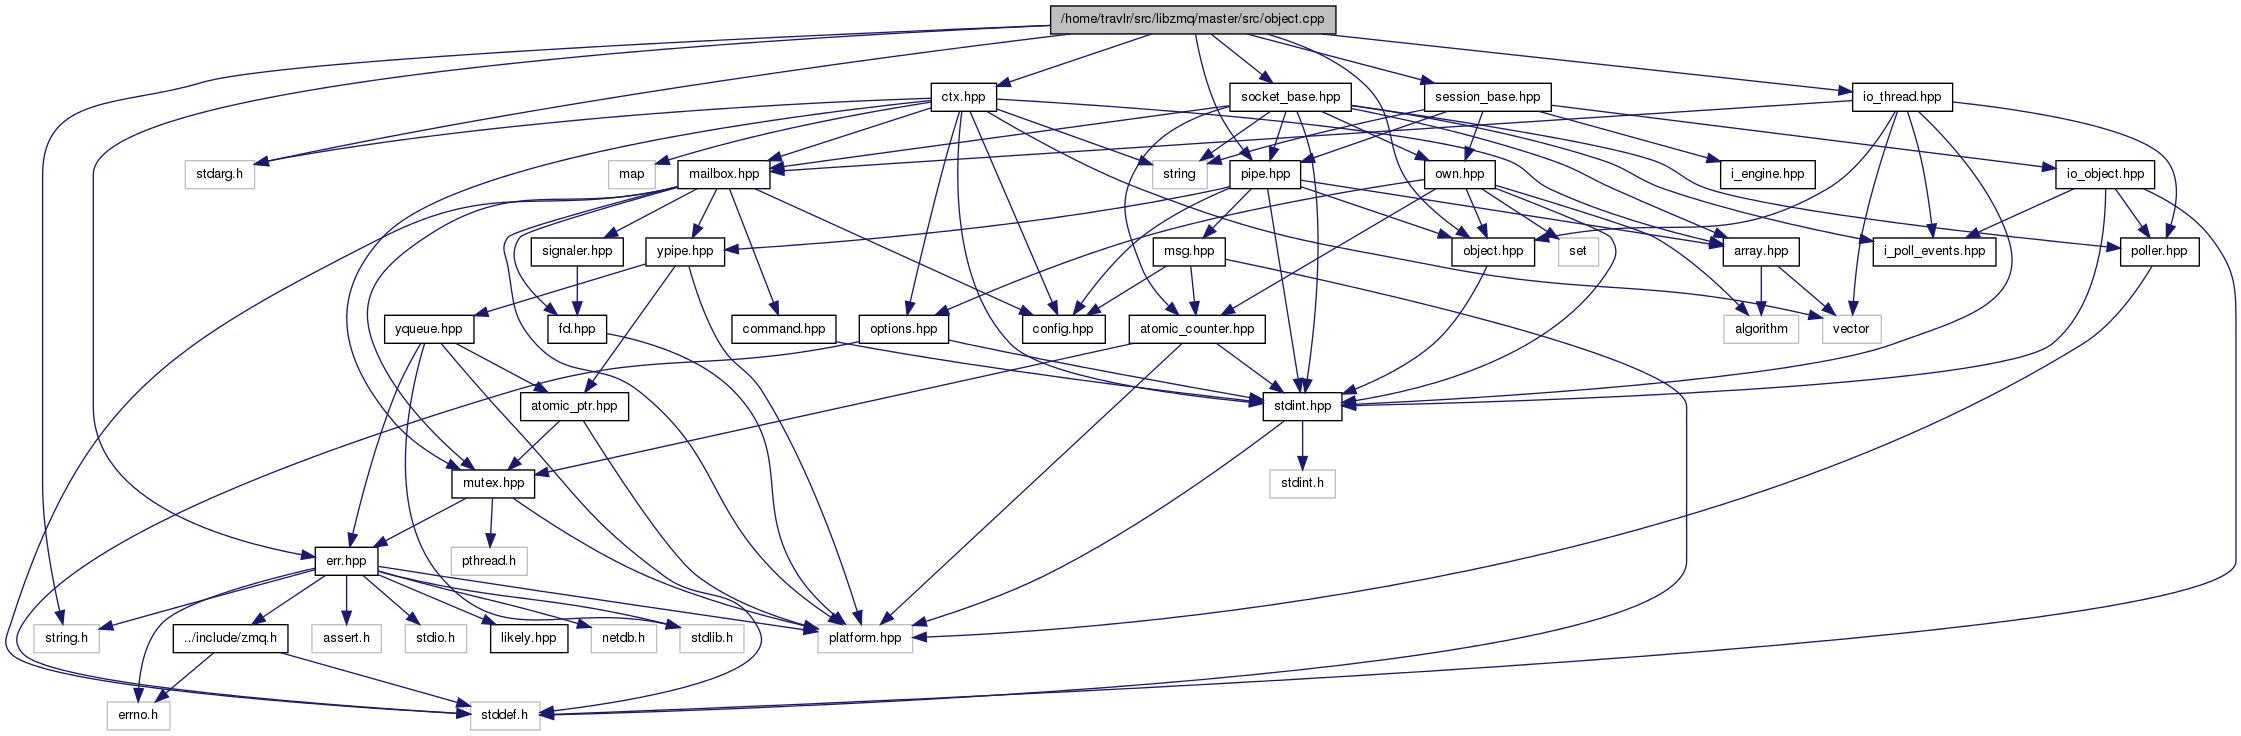 /home/travlr/src/libzmq/master/src/object.cpp
ctx.hpp
socket_base.hpp
session_base.hpp
io_thread.hpp
stdarg.h
map
mailbox.hpp
string
pipe.hpp
own.hpp
i_engine.hpp
io_object.hpp
signaler.hpp
ypipe.hpp
msg.hpp
object.hpp
set
array.hpp
i_poll_events.hpp
poller.hpp
yqueue.hpp
fd.hpp
command.hpp
options.hpp
config.hpp
atomic_counter.hpp
algorithm
vector
atomic_ptr.hpp
stdint.hpp
mutex.hpp
stdint.h
err.hpp
pthread.h
string.h
../include/zmq.h
assert.h
stdio.h
likely.hpp
netdb.h
stdlib.h
platform.hpp
errno.h
stddef.h